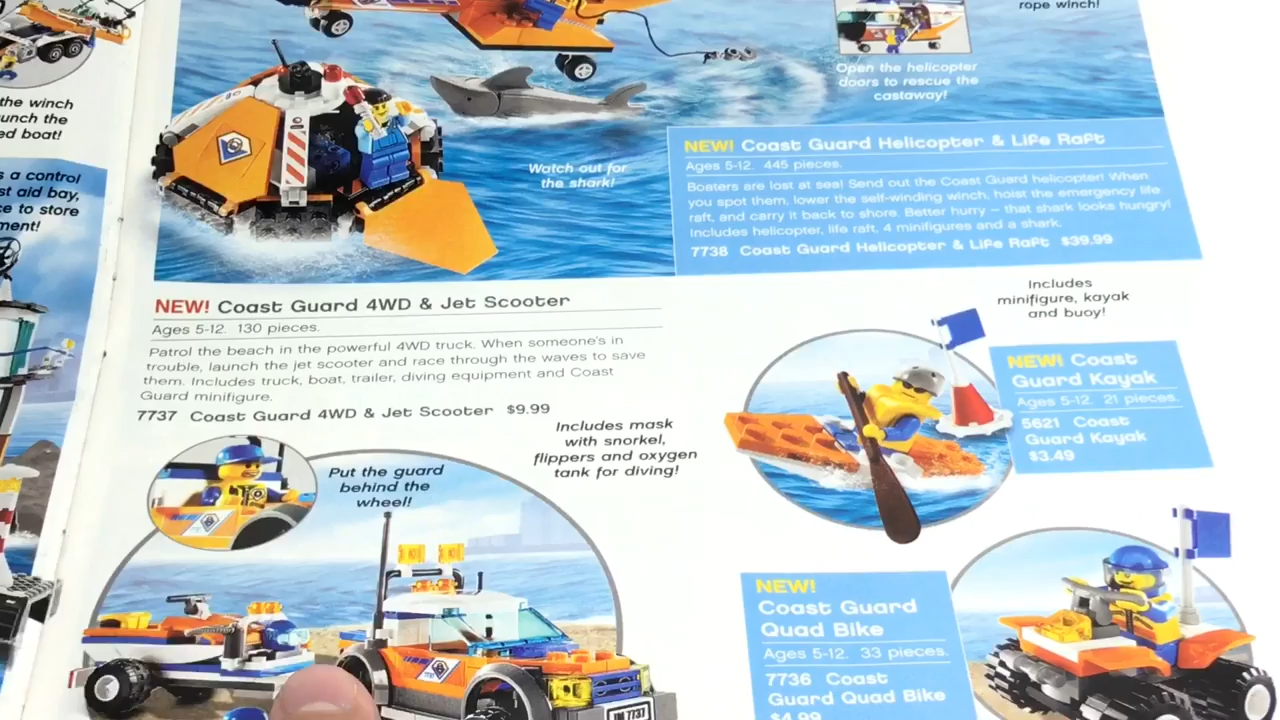 rope winch!
Open the helicopter
doors to rescue the
castaway!
the winch
unch the
ed boat!
s a control
st aid bay,
ce to store
ment!
Watch out for
the shark!
NEW! Coast Guard Helicopter & Life Raft
Ages 5-12. 445 pieces.
Boaters are lost at sea! Send out the Coast Guard helicopter! When
you spot them, lower the self-winding winch, hoist the emergency life
raft, and carry it back to shore. Better hurry – that shark looks hungry!
Includes helicopter, life raft, 4 minifigures and a shark.
7738 Coast Guard Helicopter & Life Raft $39.99
NEW! Coast Guard 4WD & Jet Scooter
Ages 5-12. 130 pieces.
Patrol the beach in the powerful 4WD truck. When someone's in
trouble, launch the jet scooter and race through the waves to save
them. Includes truck, boat, trailer, diving equipment and Coast
Guard minifigure.
7737 Coast Guard 4WD & Jet Scooter $9.99
Includes mask
with snorkel,
flippers and oxygen
tank for diving!
Put the guard
behind the
wheel!
Includes
minifigure, kayak
and buoy!
NEW! Coast
Guard Kayak
Ages 5-12. 21 pieces.
5621 Coast
Guard Kayak
$3.49
NEW!
Coast Guard
Quad Bike
Ages 5-12. 33 pieces.
7736 Coast
Guard Quad Bike
$4.99
7737